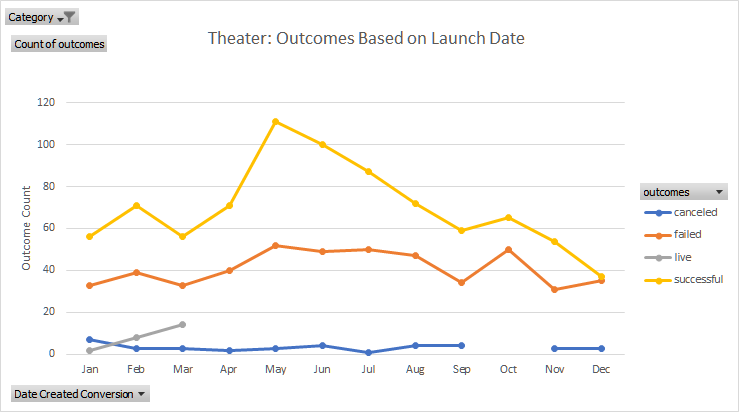 Category
Count of outcomes
Theater: Outcomes Based on Launch Date
120
100
80
60
40
20
0
Outcome Count
Jan Feb Mar Apr May Jun Jul Aug Sep Oct Nov Dec
outcomes
canceled
failed
live
successful
Date Created Conversion